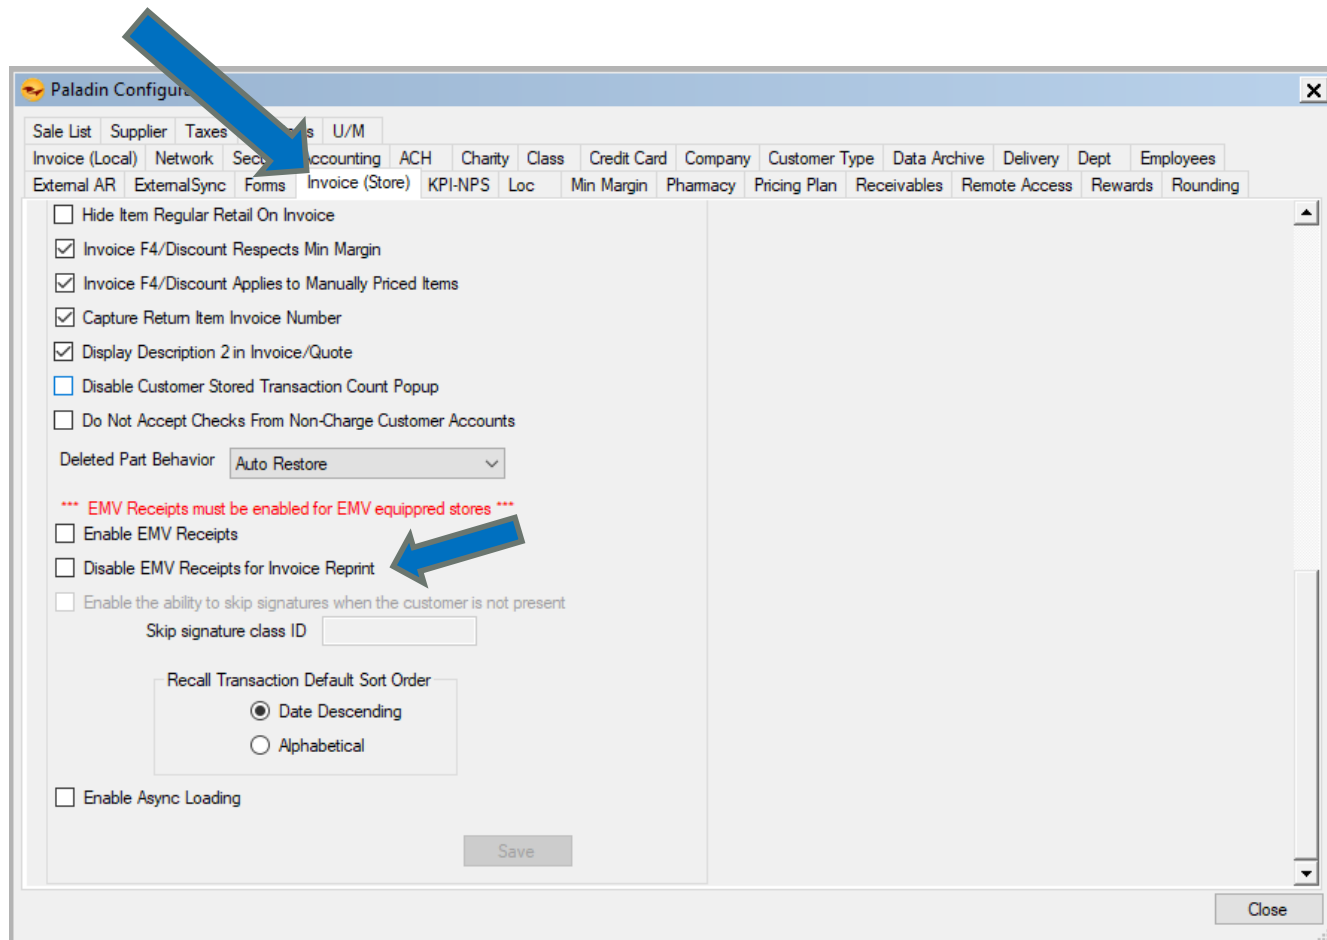 Paladin Configur
Sale List Supplier Taxes U/M
Invoice (Local) Network Accounting ACH Charity Class Credit Card Company Customer Type Data Archive Delivery Dept Employees
External AR ExternalSync Forms Invoice (Store) KPI-NPS Loc Min Margin Pharmacy Pricing Plan Receivables Remote Access Rewards Rounding
Hide Item Regular Retail On Invoice
Invoice F4/Discount Respects Min Margin
Invoice F4/Discount Applies to Manually Priced Items
Capture Return Item Invoice Number
Display Description 2 in Invoice/Quote
Disable Customer Stored Transaction Count Popup
Do Not Accept Checks From Non-Charge Customer Accounts
Deleted Part Behavior Auto Restore
*** EMV Receipts must be enabled for EMV equippred stores ***
Enable EMV Receipts
Disable EMV Receipts for Invoice Reprint
Enable the ability to skip signatures when the customer is not present
Skip signature class ID
Recall Transaction Default Sort Order
Date Descending
Alphabetical
Enable Async Loading
Save
Close